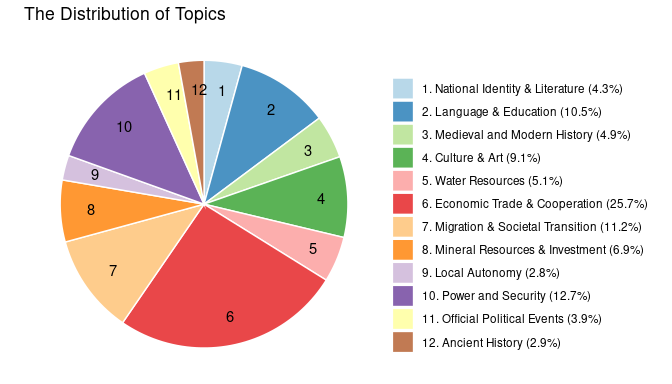 The Distribution of Topics
1
2
3
4
5
6
7
8
9
10
11
12
1. National Identity & Literature (4.3%)
2. Language & Education (10.5%)
3. Medieval and Modern History (4.9%)
4. Culture & Art (9.1%)
5. Water Resources (5.1%)
6. Economic Trade & Cooperation (25.7%)
7. Migration & Societal Transition (11.2%)
8. Mineral Resources & Investment (6.9%)
9. Local Autonomy (2.8%)
10. Power and Security (12.7%)
11. Official Political Events (3.9%)
12. Ancient History (2.9%)